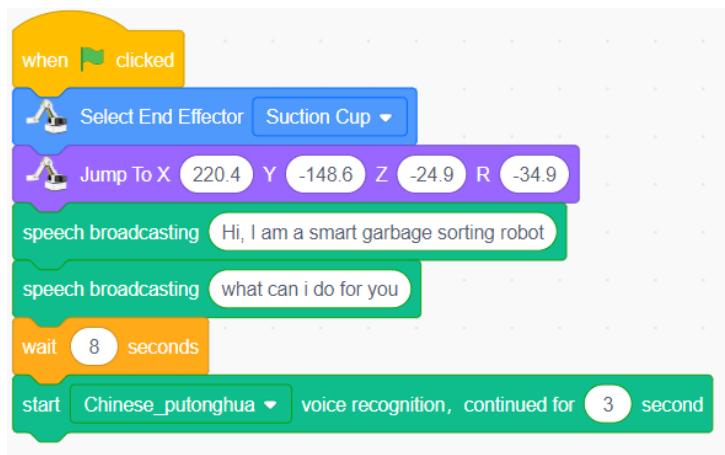 when clicked
Select End Effector Suction Cup
Jump To X 220.4 Y -148.6 Z -24.9 R -34.9
speech broadcasting Hi, I am a smart garbage sorting robot
speech broadcasting what can i do for you
wait 8 seconds
start Chinese_putonghua voice recognition, continued for 3 second